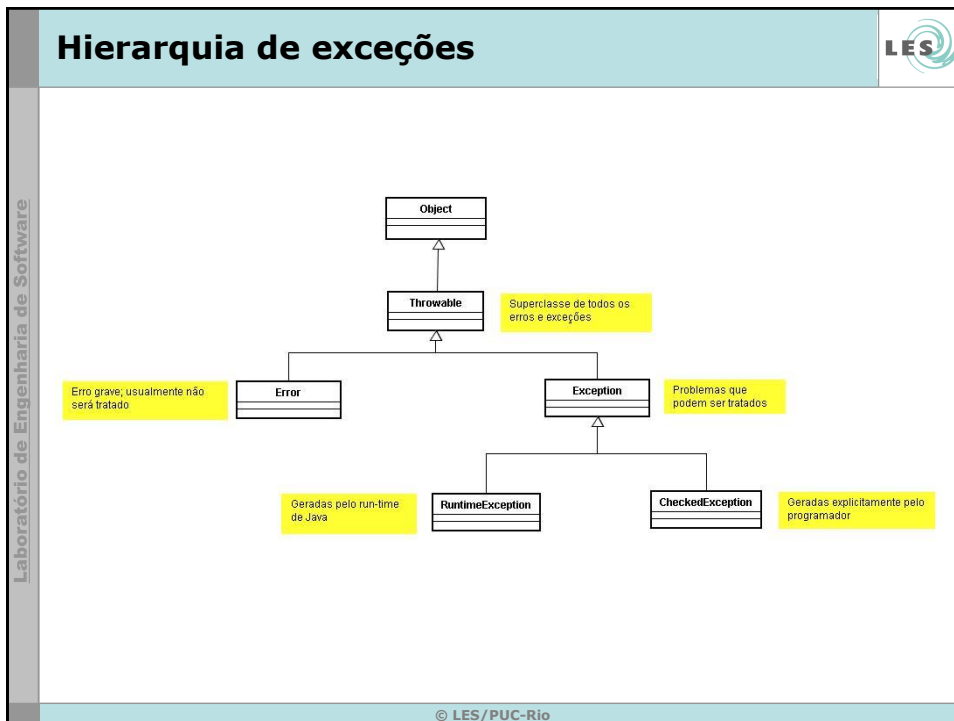 Hierarquia de exceções
LES
Laboratório de Engenharia de Software
Object
Throwable
Superclasse de todos os
erros e exceções
Erro grave; usualmente não
será tratado
Error
Exception
Problemas que
podem ser tratados
Geradas pelo run-time
de Java
RuntimeException
CheckedException
Geradas explicitamente pelo
programador
© LES/PUC-Rio